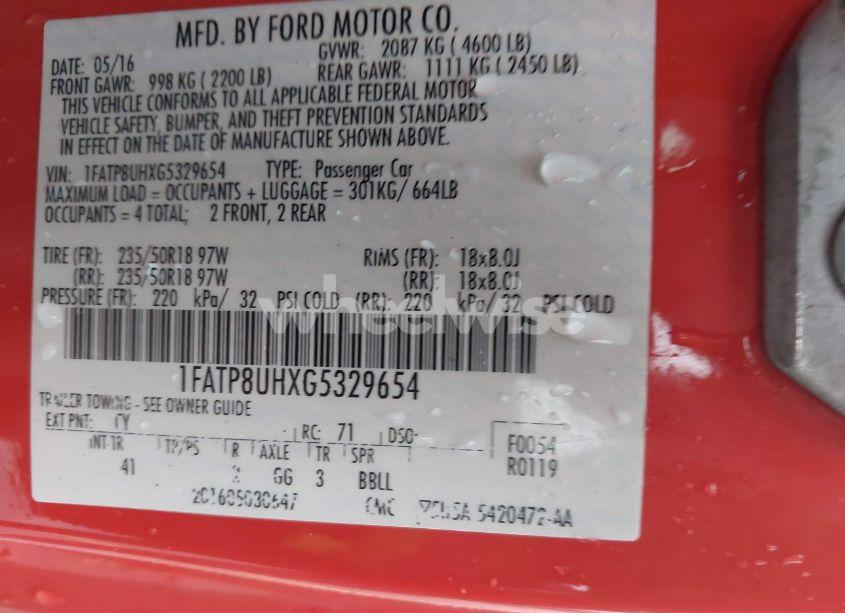 MFD. BY FORD MOTOR CO.
DATE: 05/16 GVWR: 2087 KG ( 4600 LB)
FRONT GAWR: 998 KG ( 2200 LB) REAR GAWR: 1111 KG ( 2450 LB)
THIS VEHICLE CONFORMS TO ALL APPLICABLE FEDERAL MOTOR
VEHICLE SAFETY, BUMPER, AND THEFT PREVENTION STANDARDS
IN EFFECT ON THE DATE OF MANUFACTURE SHOWN ABOVE.
VIN: 1FATP8UHXG5329654 TYPE: Passenger Car
MAXIMUM LOAD = OCCUPANTS + LUGGAGE = 301KG/ 664LB
OCCUPANTS = 4 TOTAL; 2 FRONT, 2 REAR
TIRE (FR): 235/50R18 97W RIMS (FR): 18x8.0J
(RR): 235/50R18 97W (RR): 18x8.0J
PRESSURE (FR): 220 kPa/ 32 PSI COLD (RR): 220 kPa/ 32 PSI COLD
wheelwise
1FATP8UHXG5329654
TRAILER TOWING - SEE OWNER GUIDE
EXT PNT: RC: 71 DSO:
F0054
INT TR TP/PS R AXLE TR SPR
R0119
41 GG 3 BBLL
5420472-AA